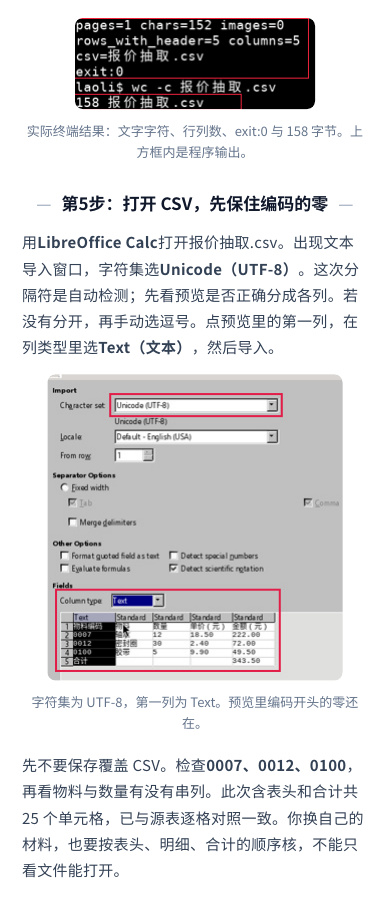 pages=1 chars=152 images=0
rows_with_header=5 columns=5
csv=报价抽取.csv
exit:0
laoli$ wc -c 报价抽取.csv
158 报价抽取.csv
实际终端结果：文字字符、行列数、exit:0 与 158 字节。上
方框内是程序输出。
第5步：打开 CSV，先保住编码的零
用LibreOffice Calc打开报价抽取.csv。出现文本
导入窗口，字符集选Unicode（UTF-8）。这次分
隔符是自动检测；先看预览是否正确分成各列。若
没有分开，再手动选逗号。点预览里的第一列，在
列类型里选Text（文本），然后导入。
Import
Character set: Unicode (UTF-8)
Unicode (UTF-8)
Locale Default - English (USA)
From row: 1
Separator Options
Fixed width
Tab Comma
Merge delimiters
Other Options
Format quoted field as text Detect special numbers
Evaluate formulas Detect scientific notation
Fields
Column type: Text
Text Standard Standard Standard Standard
1 物料编码 数量 单价(元) 金额(元)
2 0007 12 18.50 222.00
3 0012 密封圈 30 2.40 72.00
4 0100 胶带 5 9.90 49.50
5 合计 343.50
字符集为 UTF-8，第一列为 Text。预览里编码开头的零还
在。
先不要保存覆盖 CSV。检查0007、0012、0100，
再看物料与数量有没有串列。此次含表头和合计共
25 个单元格，已与源表逐格对照一致。你换自己的
材料，也要按表头、明细、合计的顺序核，不能只
看文件能打开。